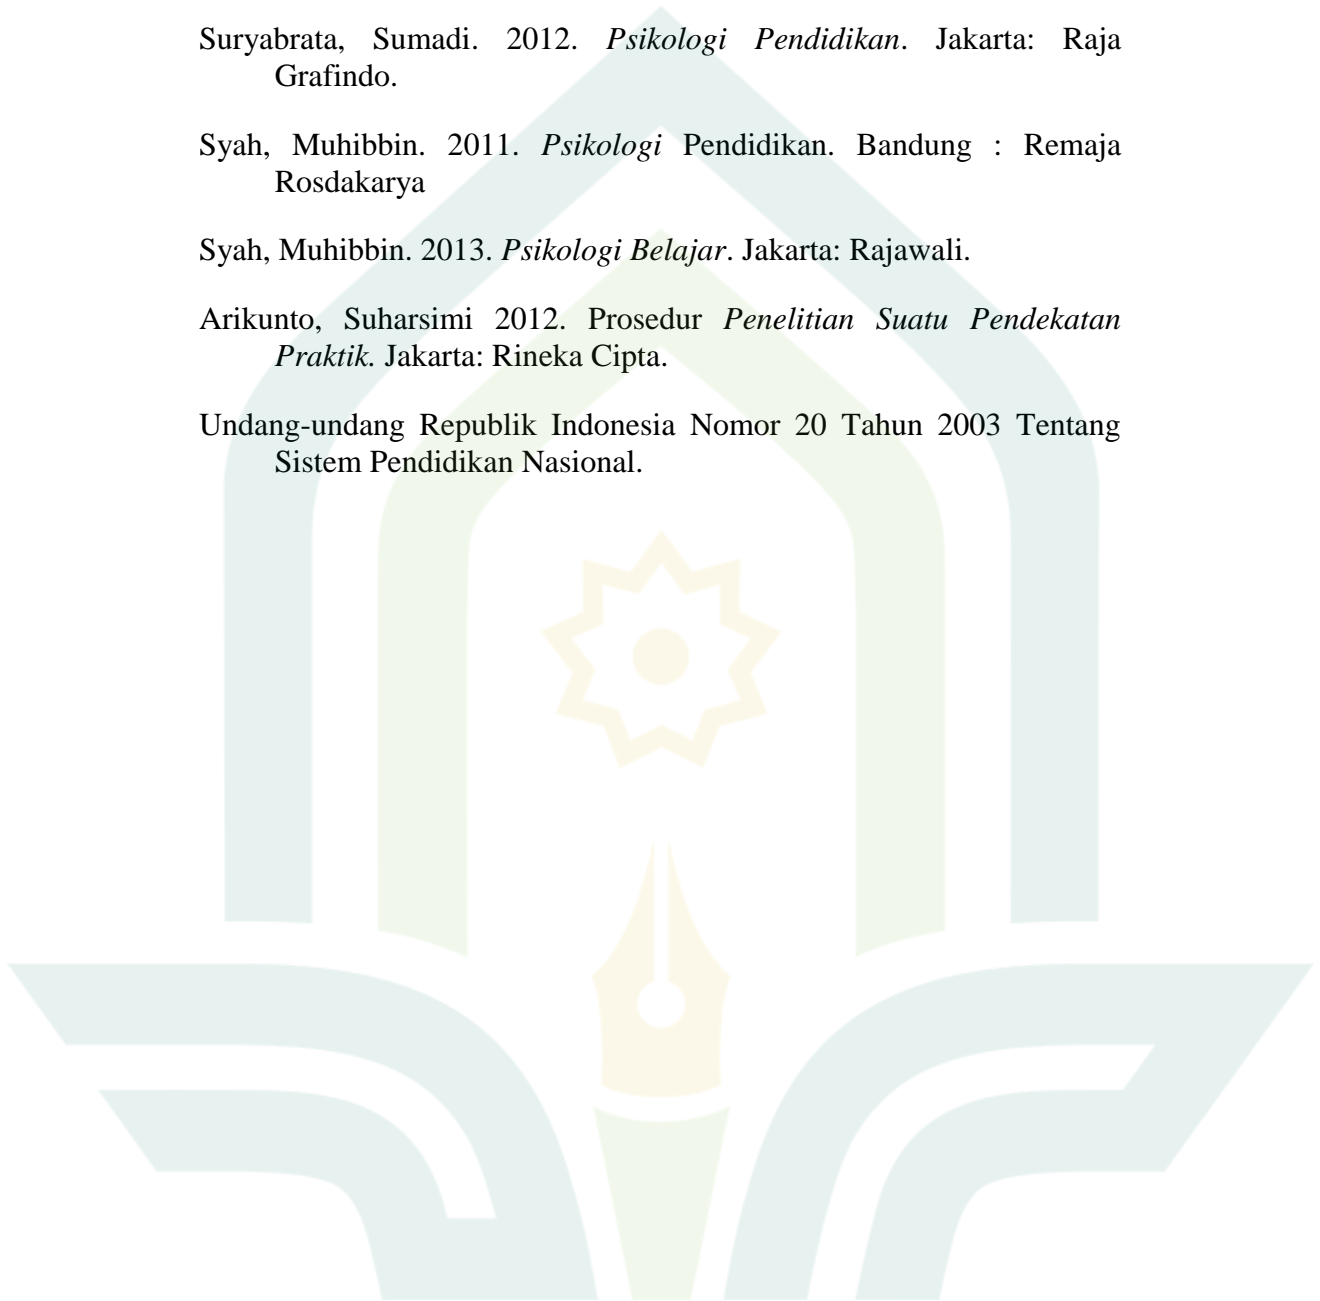 Suryabrata, Sumadi. 2012. Psikologi Pendidikan. Jakarta: Raja
Grafindo.
Syah, Muhibbin. 2011. Psikologi Pendidikan. Bandung : Remaja
Rosdakarya
Syah, Muhibbin. 2013. Psikologi Belajar. Jakarta: Rajawali.
Arikunto, Suharsimi 2012. Prosedur Penelitian Suatu Pendekatan
Praktik. Jakarta: Rineka Cipta.
Undang-undang Republik Indonesia Nomor 20 Tahun 2003 Tentang
Sistem Pendidikan Nasional.